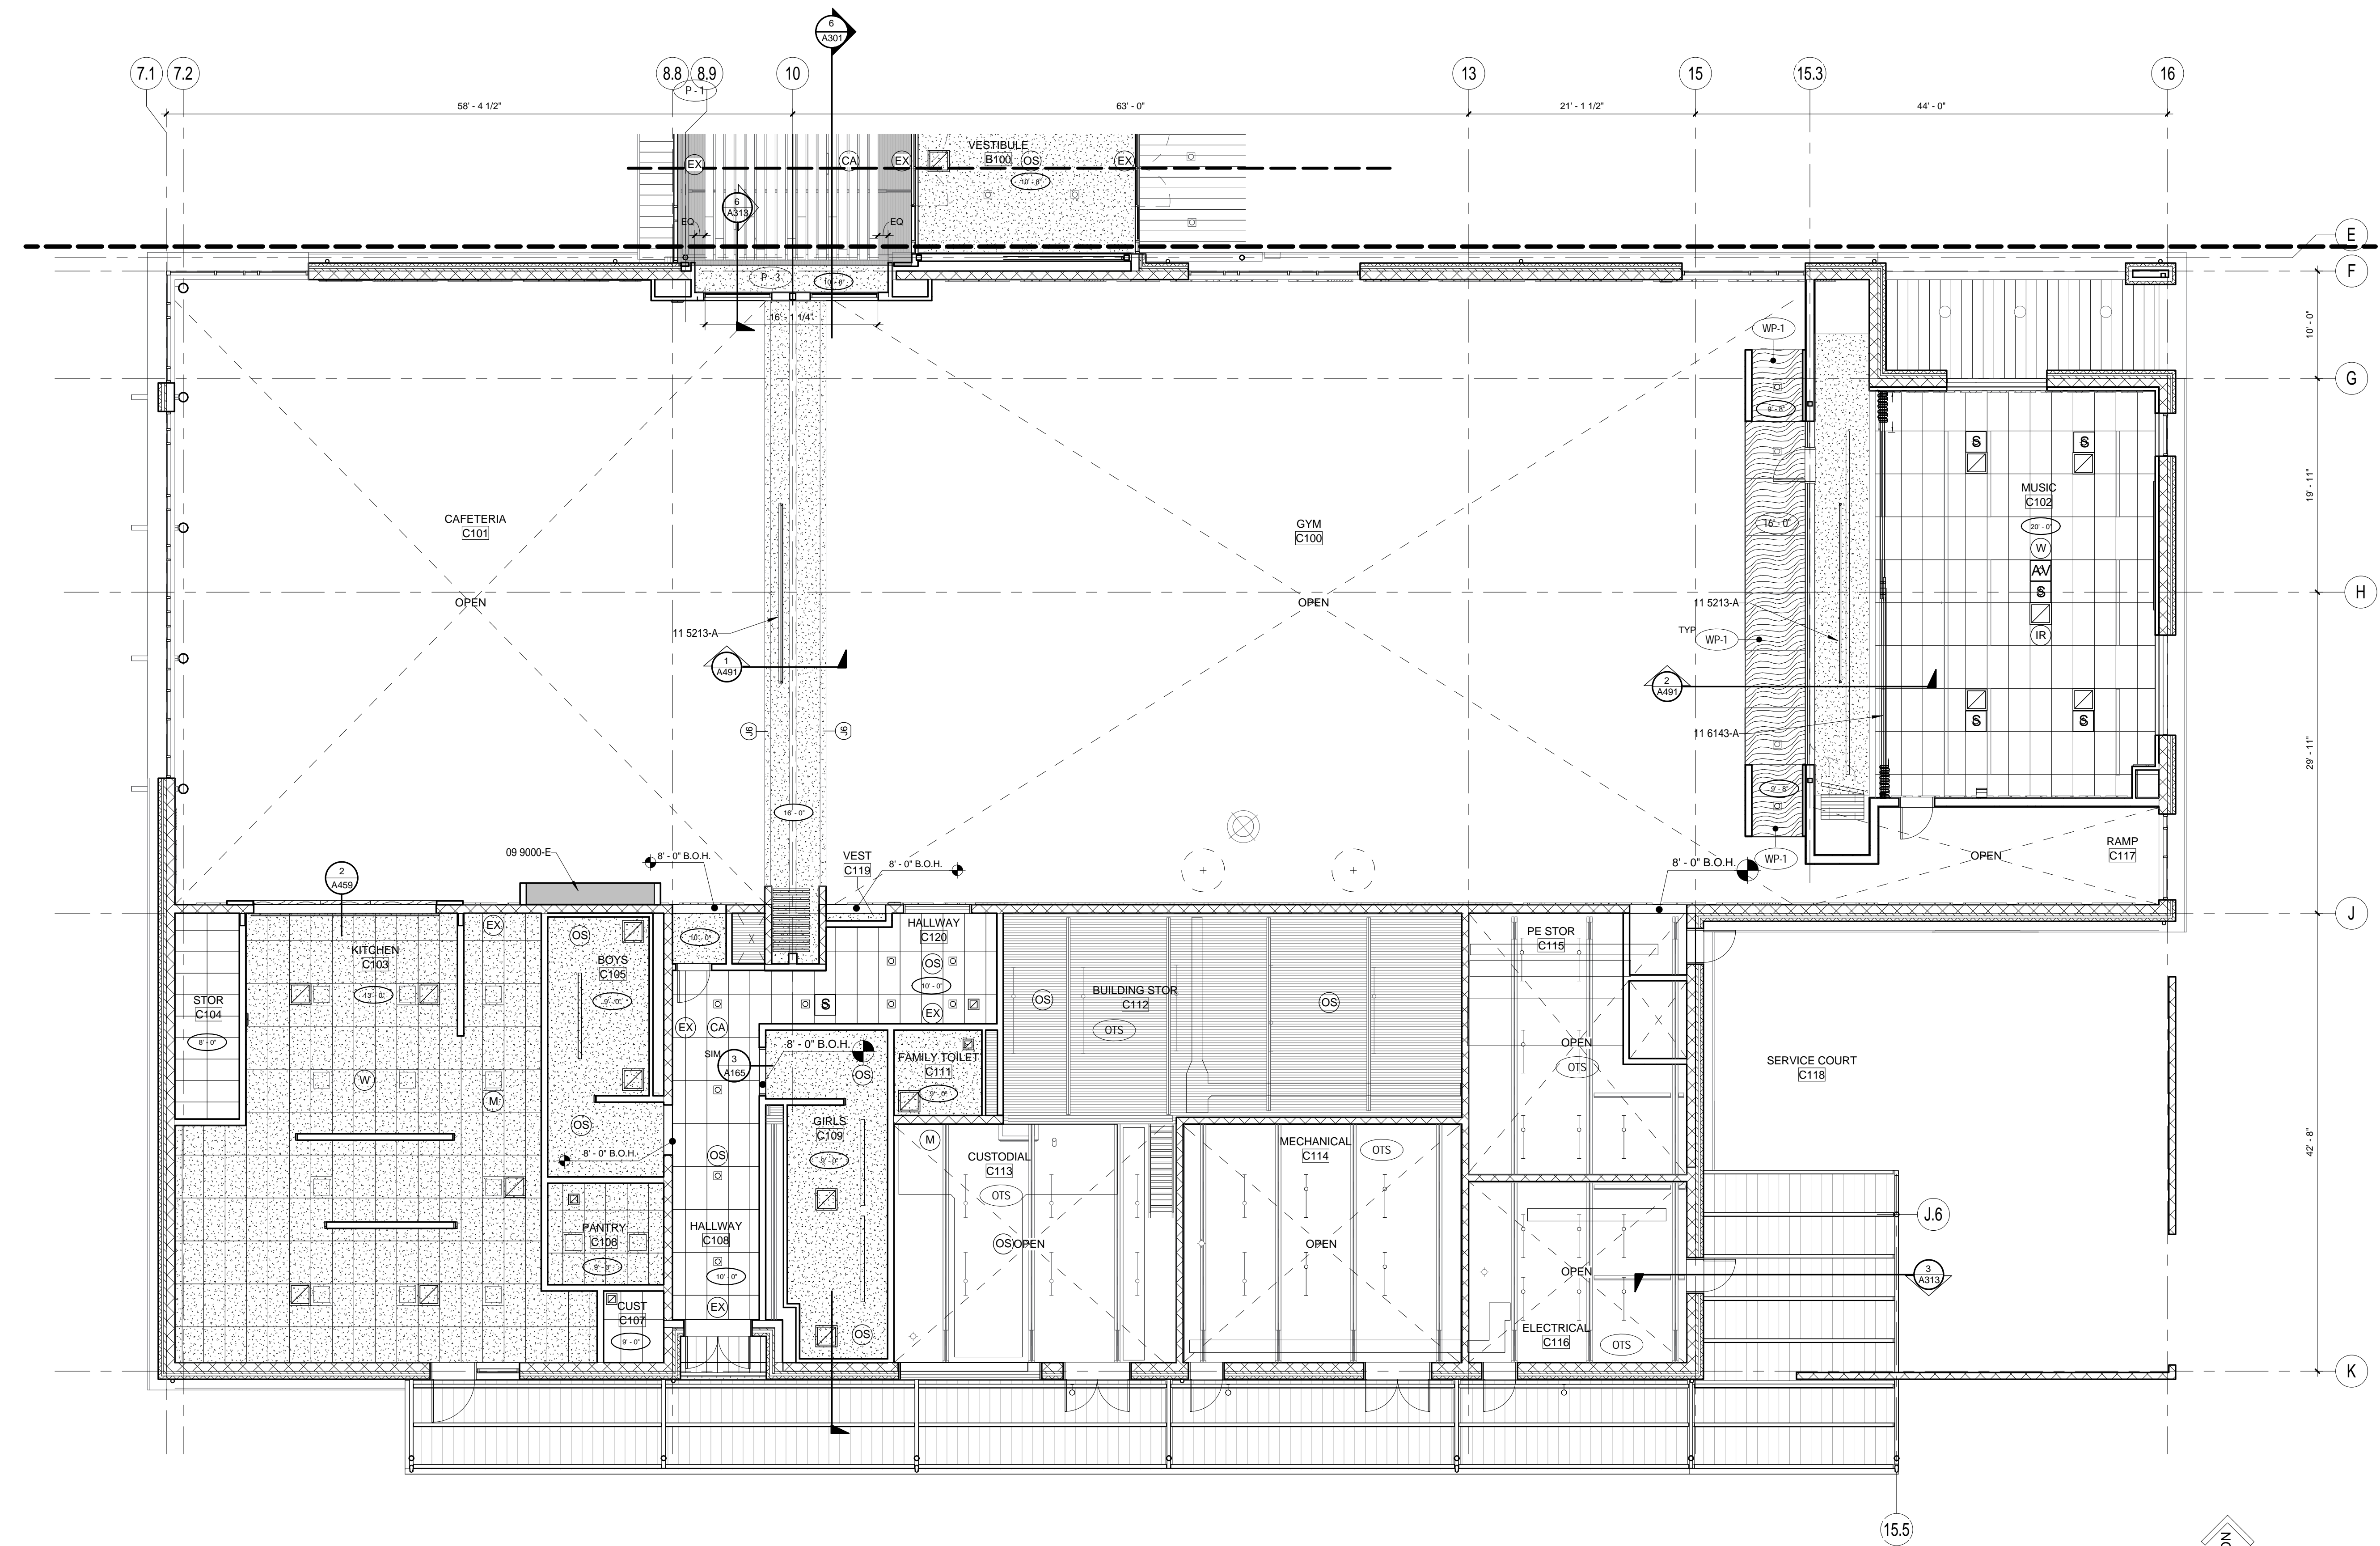 6
A301
7.1
7.2
8.8
8.9
10
13
15
15.3
16
P - 1
58' - 4 1/2"
63' - 0"
21' - 1 1/2"
44' - 0"
EX
CA
EX
VESTIBULE
B100
OS
EX
10' - 8"
6
A313
EQ
EQ
E
F
P - 3
10' - 8"
16' - 1 1/4"
WP-1
10' - 0"
G
9' - 8"
S
S
CAFETERIA
C101
GYM
C100
16' - 0"
MUSIC
C102
20' - 0"
W
AV
S
IR
19' - 11"
H
OPEN
OPEN
11 5213-A
11 5213-A
TYP
WP-1
1
A491
2
A491
J6
J6
11 6143-A
S
S
29' - 11"
9' - 8"
16' - 0"
09 9000-E
8' - 0" B.O.H.
VEST
C119
8' - 0" B.O.H.
8' - 0" B.O.H.
WP-1
OPEN
RAMP
C117
2
A459
J
EX
KITCHEN
C103
13' - 0"
OS
BOYS
C105
9' - 0"
10' - 0"
HALLWAY
C120
OS
10' - 0"
EX
S
PE STOR
C115
STOR
C104
8' - 0"
OS
BUILDING STOR
C112
OTS
OS
EX
CA
SIM
3
A165
8' - 0" B.O.H.
OS
FAMILY TOILET
C111
9' - 0"
OPEN
OTS
SERVICE COURT
C118
W
M
OS
8' - 0" B.O.H.
OS
GIRLS
C109
9' - 0"
M
CUSTODIAL
C113
OTS
MECHANICAL
C114
OTS
42' - 8"
PANTRY
C106
9' - 0"
HALLWAY
C108
10' - 0"
OS
OPEN
OPEN
OPEN
J.6
3
A313
CUST
C107
9' - 0"
EX
OS
ELECTRICAL
C116
OTS
K
15.5